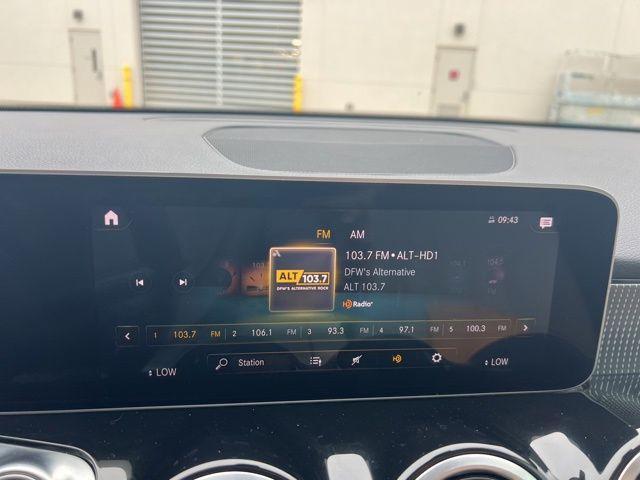 09:43
FM AM
103.7 FM•ALT-HD1
DFW's Alternative
ALT 103.7
HD Radio
ALT 103.7
DFW'S ALTERNATIVE ROCK
1 103.7 FM 2 106.1 FM 3 93.3 FM 4 97.1 FM 5 100.3 FM
Station
LOW
LOW